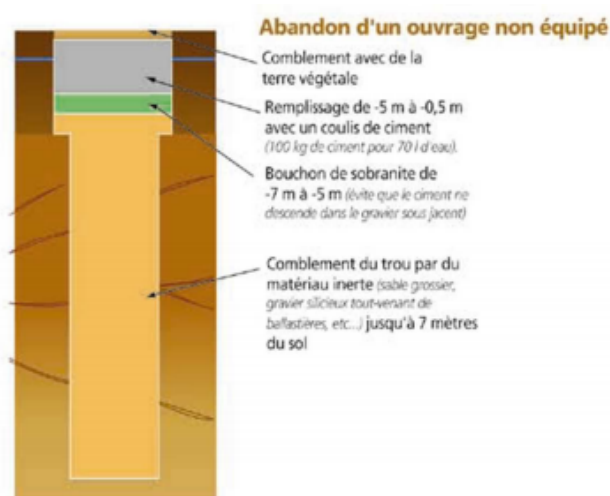 Abandon d'un ouvrage non équipé
Comblement avec de la
terre végétale
Remplissage de -5 m à -0,5 m
avec un coulis de ciment
(100 kg de ciment pour 70 l d'eau).
Bouchon de sobranite de
-7 m à -5 m (évite que le ciment ne
descende dans le gravier sous jacent)
Comblement du trou par du
matériau inerte (sable grossier,
gravier silicieux tout-venant de
ballastières, etc...) jusqu'à 7 mètres
du sol